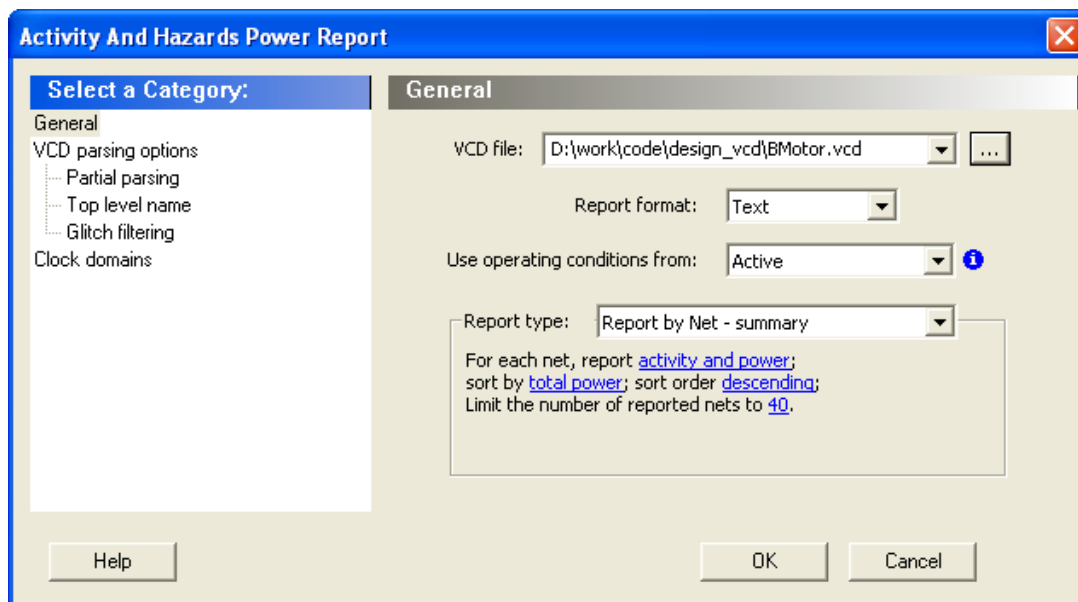 Activity And Hazards Power Report
Select a Category:
General
VCD parsing options
Partial parsing
Top level name
Glitch filtering
Clock domains
General
VCD file: D:\work\code\design_vcd\BMotor.vcd ...
Report format: Text
Use operating conditions from: Active
Report type: Report by Net - summary
For each net, report activity and power;
sort by total power; sort order descending;
Limit the number of reported nets to 40.
Help OK Cancel